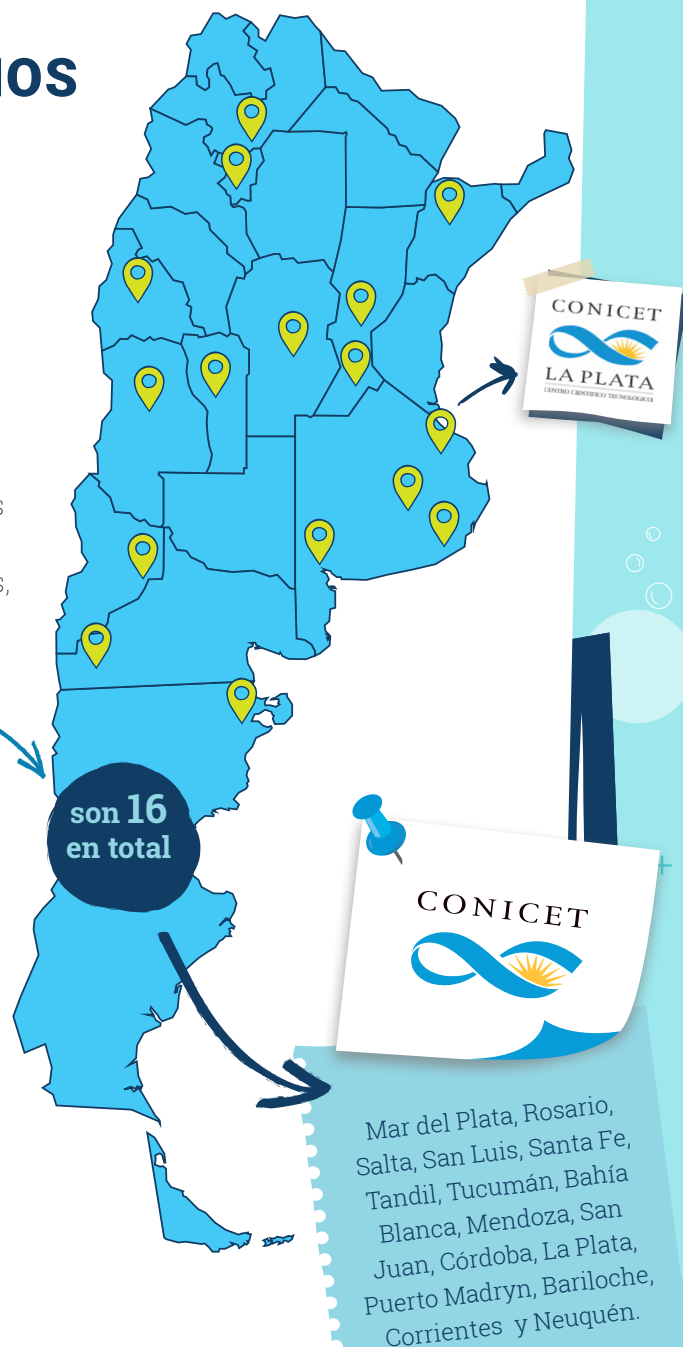 CONICET
LA PLATA
CENTRO CIENTÍFICO TECNOLÓGICO
son 16
en total
CONICET
Mar del Plata, Rosario,
Salta, San Luis, Santa Fe,
Tandil, Tucumán, Bahía
Blanca, Mendoza, San
Juan, Córdoba, La Plata,
Puerto Madryn, Bariloche,
Corrientes y Neuquén.